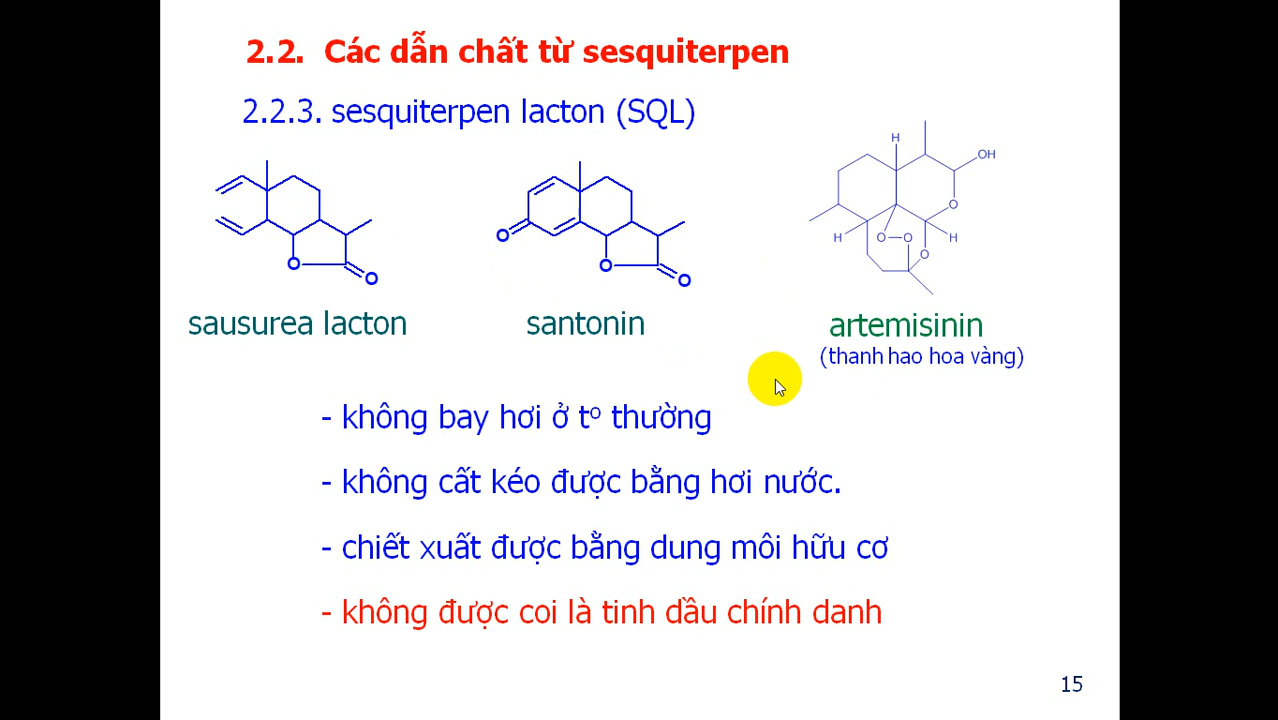 2.2. Các dẫn chất từ sesquiterpen
2.2.3. sesquiterpen lacton (SQL)
H
OH
O
H
O
O
H
O
O
O
O
O
O
sausurea lacton
santonin
artemisinin
(thanh hao hoa vàng)
- không bay hơi ở tº thường
- không cất kéo được bằng hơi nước.
- chiết xuất được bằng dung môi hữu cơ
- không được coi là tinh dầu chính danh
15